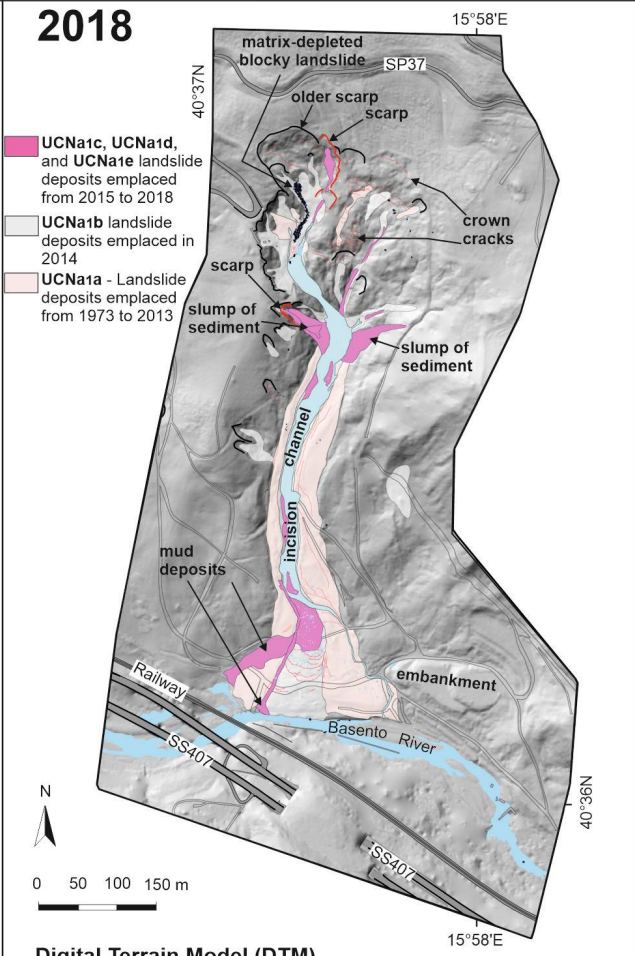 2018
15°58'E
40°37'N
matrix-depleted
blocky landslide
SP37
older scarp
scarp
UCNa1c, UCNa1d,
and UCNa1e landslide
deposits emplaced
from 2015 to 2018
UCNa1b landslide
deposits emplaced in
2014
UCNa1a - Landslide
deposits emplaced
from 1973 to 2013
crown
cracks
scarp
slump of
sediment
slump of
sediment
channel
incision
mud
deposits
embankment
Railway
Basento River
SS407
40°36'N
N
SS407
0 50 100 150 m
15°58'E
Digital Terrain Model (DTM)